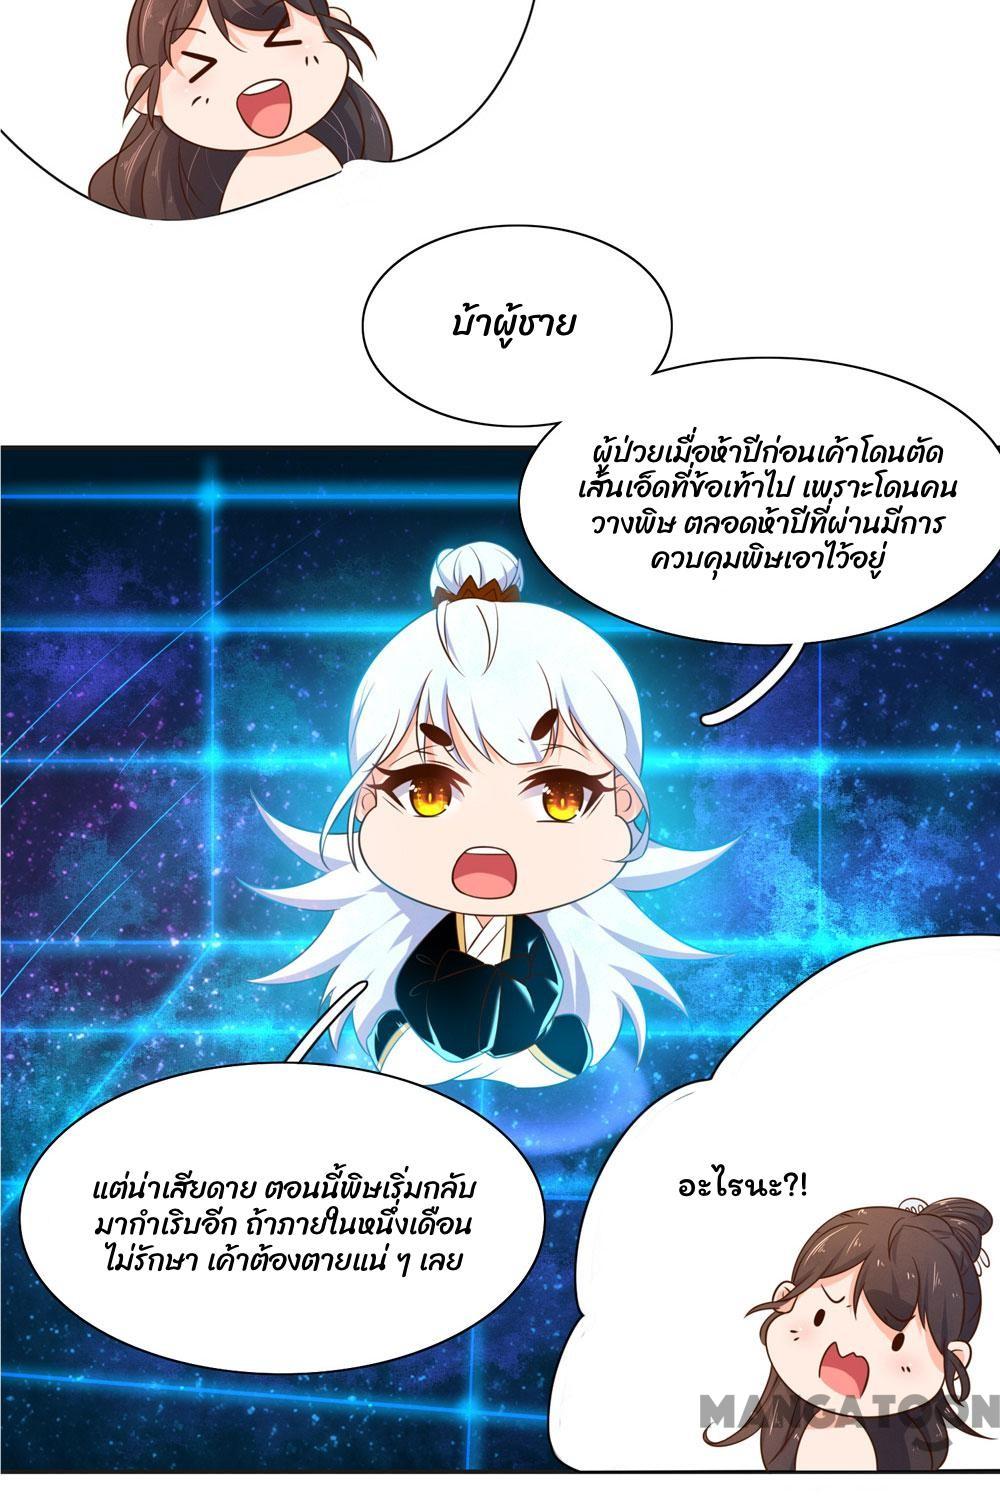 บ้าผู้ชาย
ผู้ป่วยเมื่อห้าปีก่อนเค้าโดนตัด
เส้นเอ็ดที่ข้อเท้าไป เพราะโดนคน
วางพิษ ตลอดห้าปีที่ผ่านมีการ
ควบคุมพิษเอาไว้อยู่
แต่น่าเสียดาย ตอนนี้พิษเริ่มกลับ
มากำเริบอีก ถ้าภายในหนึ่งเดือน
ไม่รักษา เค้าต้องตายแน่ ๆ เลย
อะไรนะ?!
MANGATOON